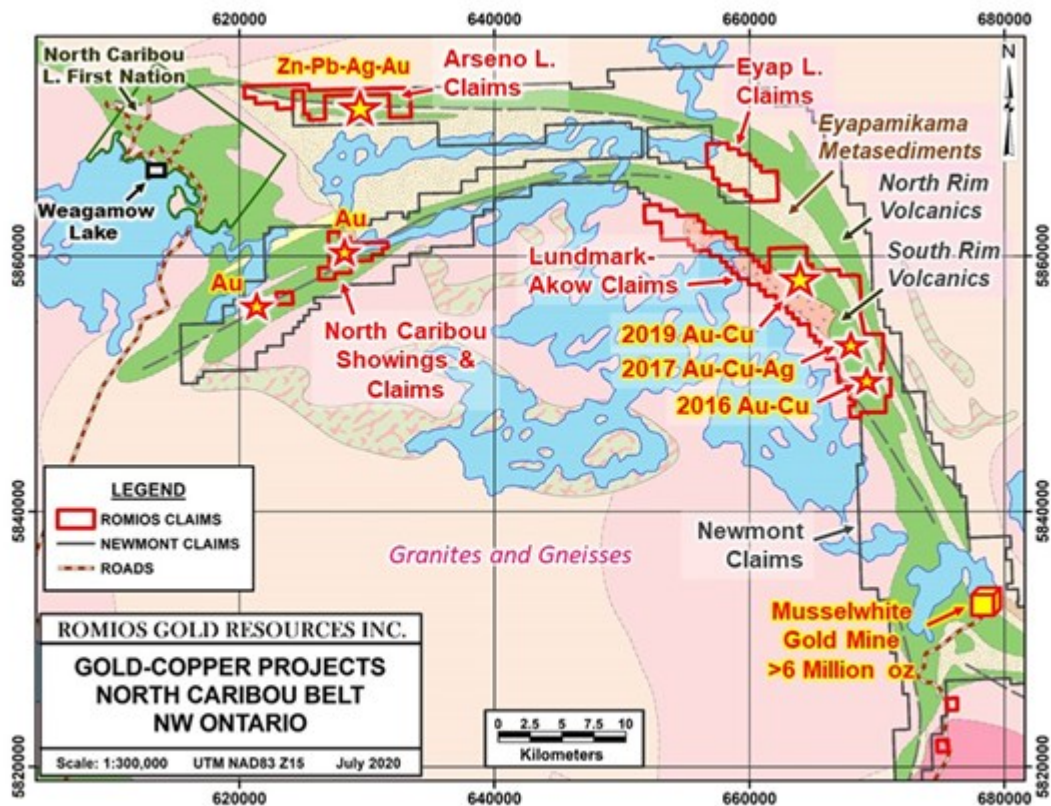 620000
640000
660000
680000
North Caribou
L. First Nation
Zn-Pb-Ag-Au
Arseno L.
Claims
Eyap L.
Claims
N
Eyapamikama
Metasediments
North Rim
Volcanics
South Rim
Volcanics
Weagamow
Lake
Au
Au
5860000
5860000
Lundmark-
Akow Claims
North Caribou
Showings &
Claims
2019 Au-Cu
2017 Au-Cu-Ag
2016 Au-Cu
5840000
5840000
LEGEND
ROMIOS CLAIMS
NEWMONT CLAIMS
ROADS
Granites and Gneisses
Newmont
Claims
Musselwhite
Gold Mine
>6 Million oz
ROMIOS GOLD RESOURCES INC.
GOLD-COPPER PROJECTS
NORTH CARIBOU BELT
NW ONTARIO
Scale: 1:300,000 UTM NAD83 Z15 July 2020
0 2.5 5 7.5 10
Kilometers
5820000
5820000
620000
640000
660000
680000